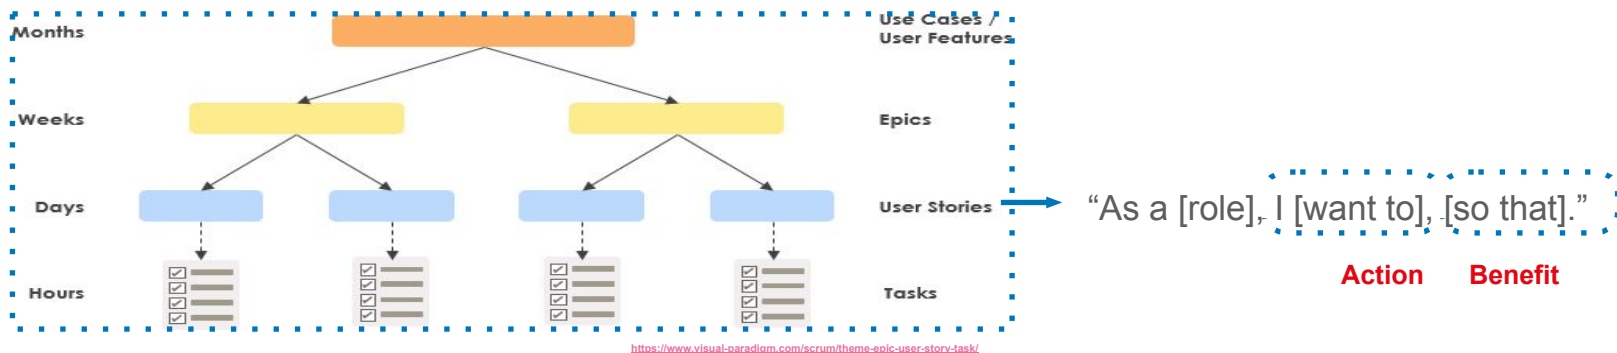 Months
Use Cases /
User Features
Weeks
Epics
Days
User Stories
“As a [role], I [want to], [so that].”
Action
Benefit
Hours
Tasks
https://www.visual-paradigm.com/scrum/theme-epic-user-story-task/